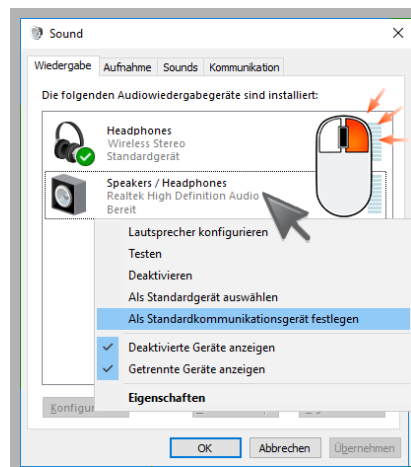 Sound
Wiedergabe Aufnahme Sounds Kommunikation
Die folgenden Audiowiedergabegeräte sind installiert:
Headphones
Wireless Stereo
Standardgerät
Speakers / Headphones
Realtek High Definition Audio
Bereit
Lautsprecher konfigurieren
Testen
Deaktivieren
Als Standardgerät auswählen
Als Standardkommunikationsgerät festlegen
Deaktivierte Geräte anzeigen
Getrennte Geräte anzeigen
Eigenschaften
OK Abbrechen Übernehmen